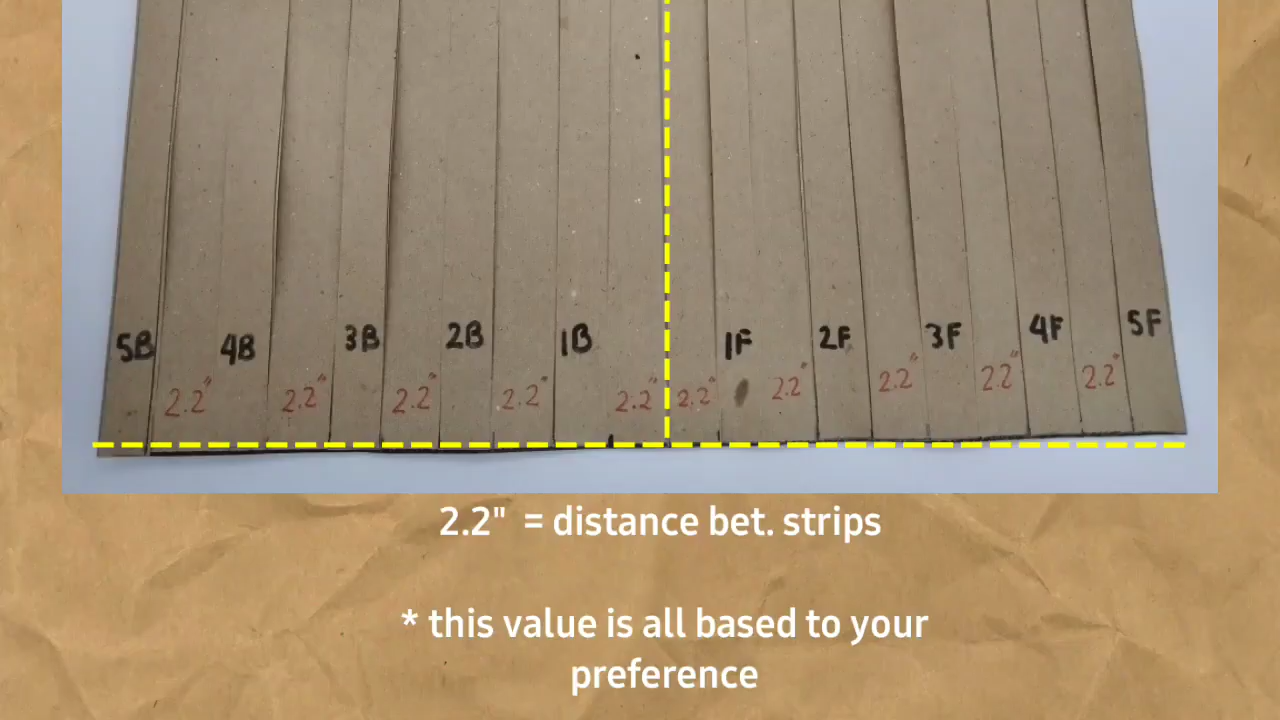 5B 4B 3B 2B 1B 1F 2F 3F 4F 5F
2.2" 2.2" 2.2" 2.2" 2.2" 2.2" 2.2" 2.2" 2.2" 2.2"
2.2" = distance bet. strips
* this value is all based to your
preference